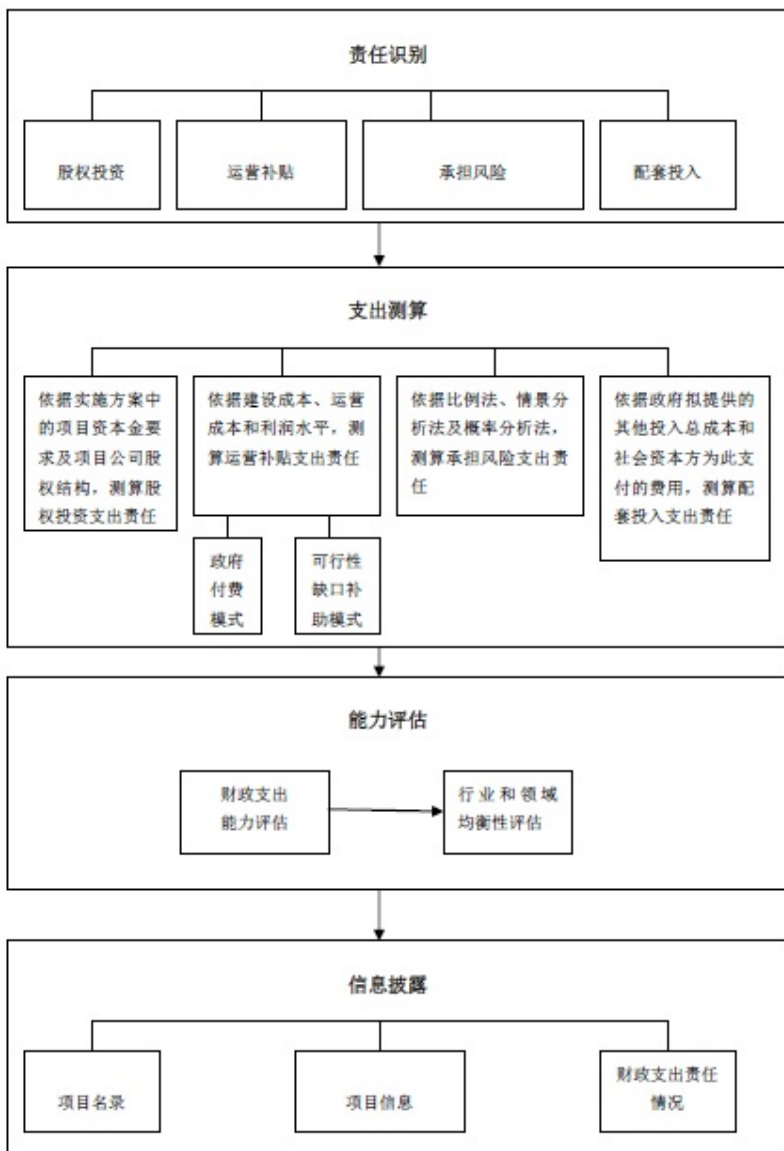 责任识别
股权投资
运营补贴
承担风险
配套投入
支出测算
依据实施方案中
的项目资本金要
求及项目公司股
权结构，测算股
权投资支出责任
依据建设成本、运营
成本和利润水平，测
算运营补贴支出责任
政府
付费
模式
可行性
缺口补
助模式
依据比例法、情景分
析法及概率分析法，
测算承担风险支出责
任
依据政府拟提供的
其他投入总成本和
社会资本方为此支
付的费用，测算配
套投入支出责任
能力评估
财政支出
能力评估
行业和领域
均衡性评估
信息披露
项目名录
项目信息
财政支出责任
情况